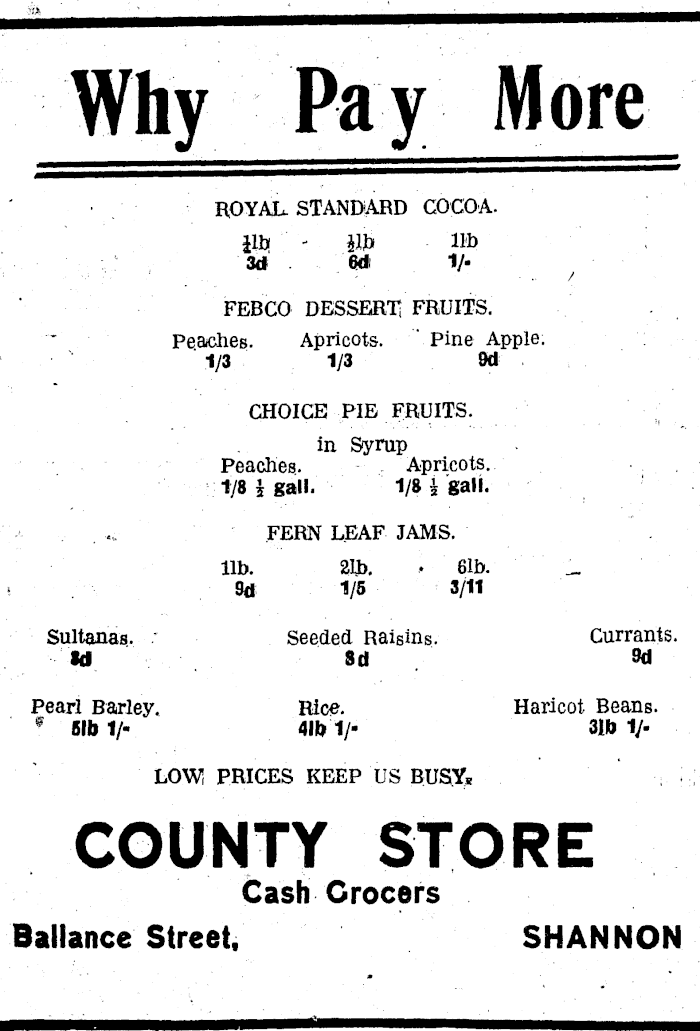 Why Pay More
ROYAL STANDARD COCOA.
¼lb ½lb 1lb
3d 6d 1/-
FEBCO DESSERT FRUITS.
Peaches. Apricots. Pine Apple.
1/3 1/3 9d
CHOICE PIE FRUITS.
in Syrup
Peaches. Apricots.
1/8 ½ gall. 1/8 ½ gall.
FERN LEAF JAMS.
1lb. 2lb. 6lb.
9d 1/5 3/11
Sultanas. Seeded Raisins. Currants.
8d 8d 9d
Pearl Barley. Rice. Haricot Beans.
5lb 1/- 4lb 1/- 3lb 1/-
LOW PRICES KEEP US BUSY.
COUNTY STORE
Cash Grocers
Ballance Street, SHANNON